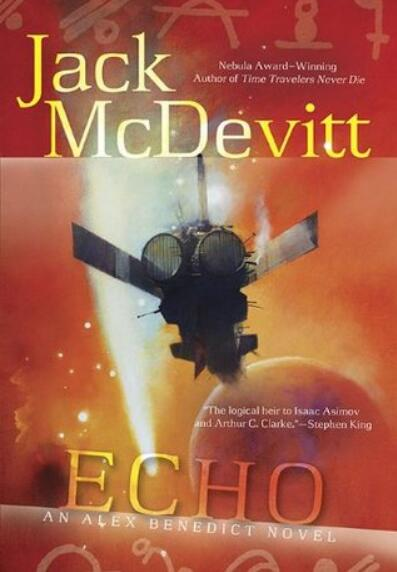 Jack
McDevitt
Nebula Award–Winning
Author of Time Travelers Never Die
"The logical heir to Isaac Asimov
and Arthur C. Clarke."—Stephen King
ECHO
AN ALEX BENEDICT NOVEL